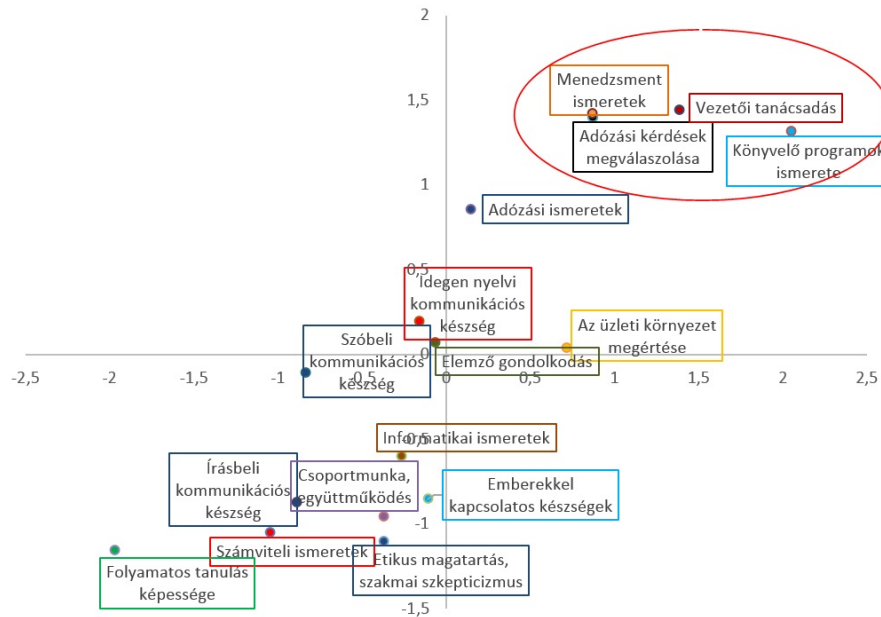 2
Menedzsment
ismeretek
1,5
Vezetői tanácsadás
Adózási kérdések
megválaszolása
Könyvelő programok
ismerete
1
Adózási ismeretek
0,5
Idegen nyelvi
kommunikációs
készség
Szóbeli
kommunikációs
készség
Az üzleti környezet
megértése
Elemző gondolkodás
-2,5 -2 -1,5 -1 -0,5 0 0,5 1 1,5 2 2,5
-0,5
Informatikai ismeretek
Írásbeli
kommunikációs
készség
Csoportmunka,
együttműködés
Emberekkel
kapcsolatos készségek
-1
Számviteli ismeretek
Etikus magatartás,
szakmai szkepticizmus
Folyamatos tanulás
képessége
-1,5